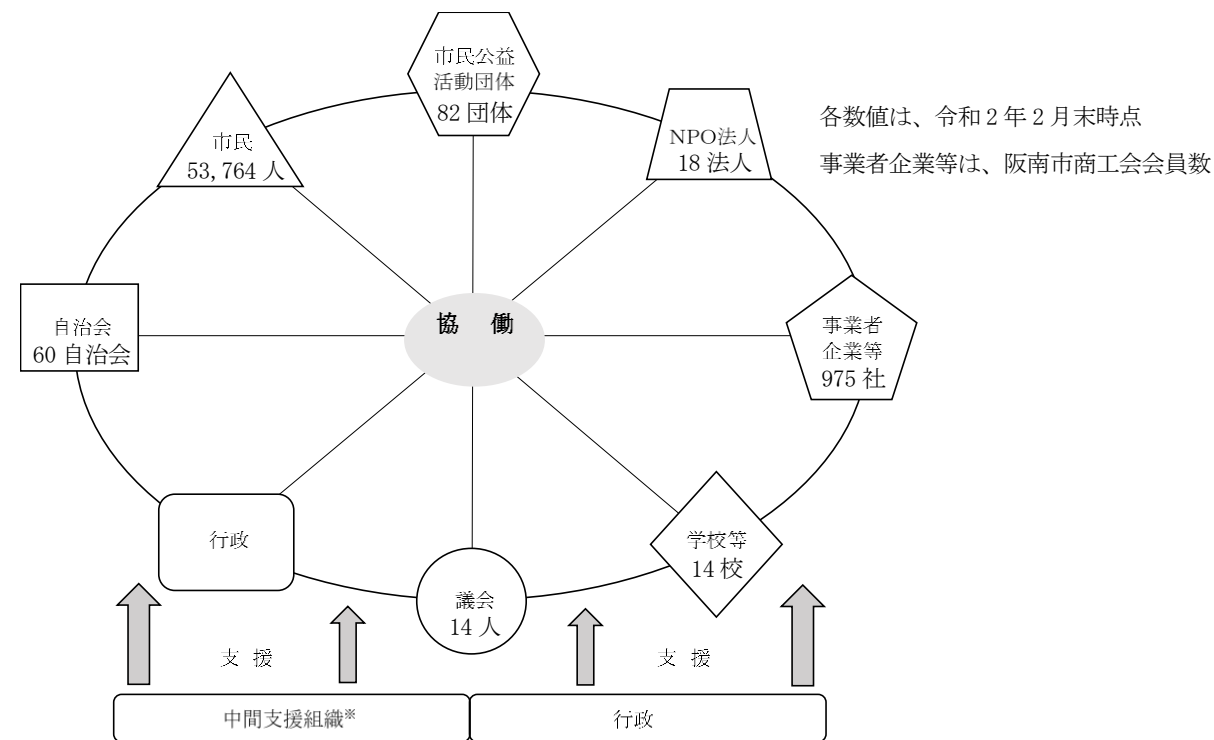 市民公益
活動団体
82 団体
市民
53,764 人
NPO法人
18 法人
各数値は、令和２年２月末時点
事業者企業等は、阪南市商工会会員数
自治会
60 自治会
協　働
事業者
企業等
975 社
行政
議会
14 人
学校等
14 校
支 援
支 援
中間支援組織※
行政